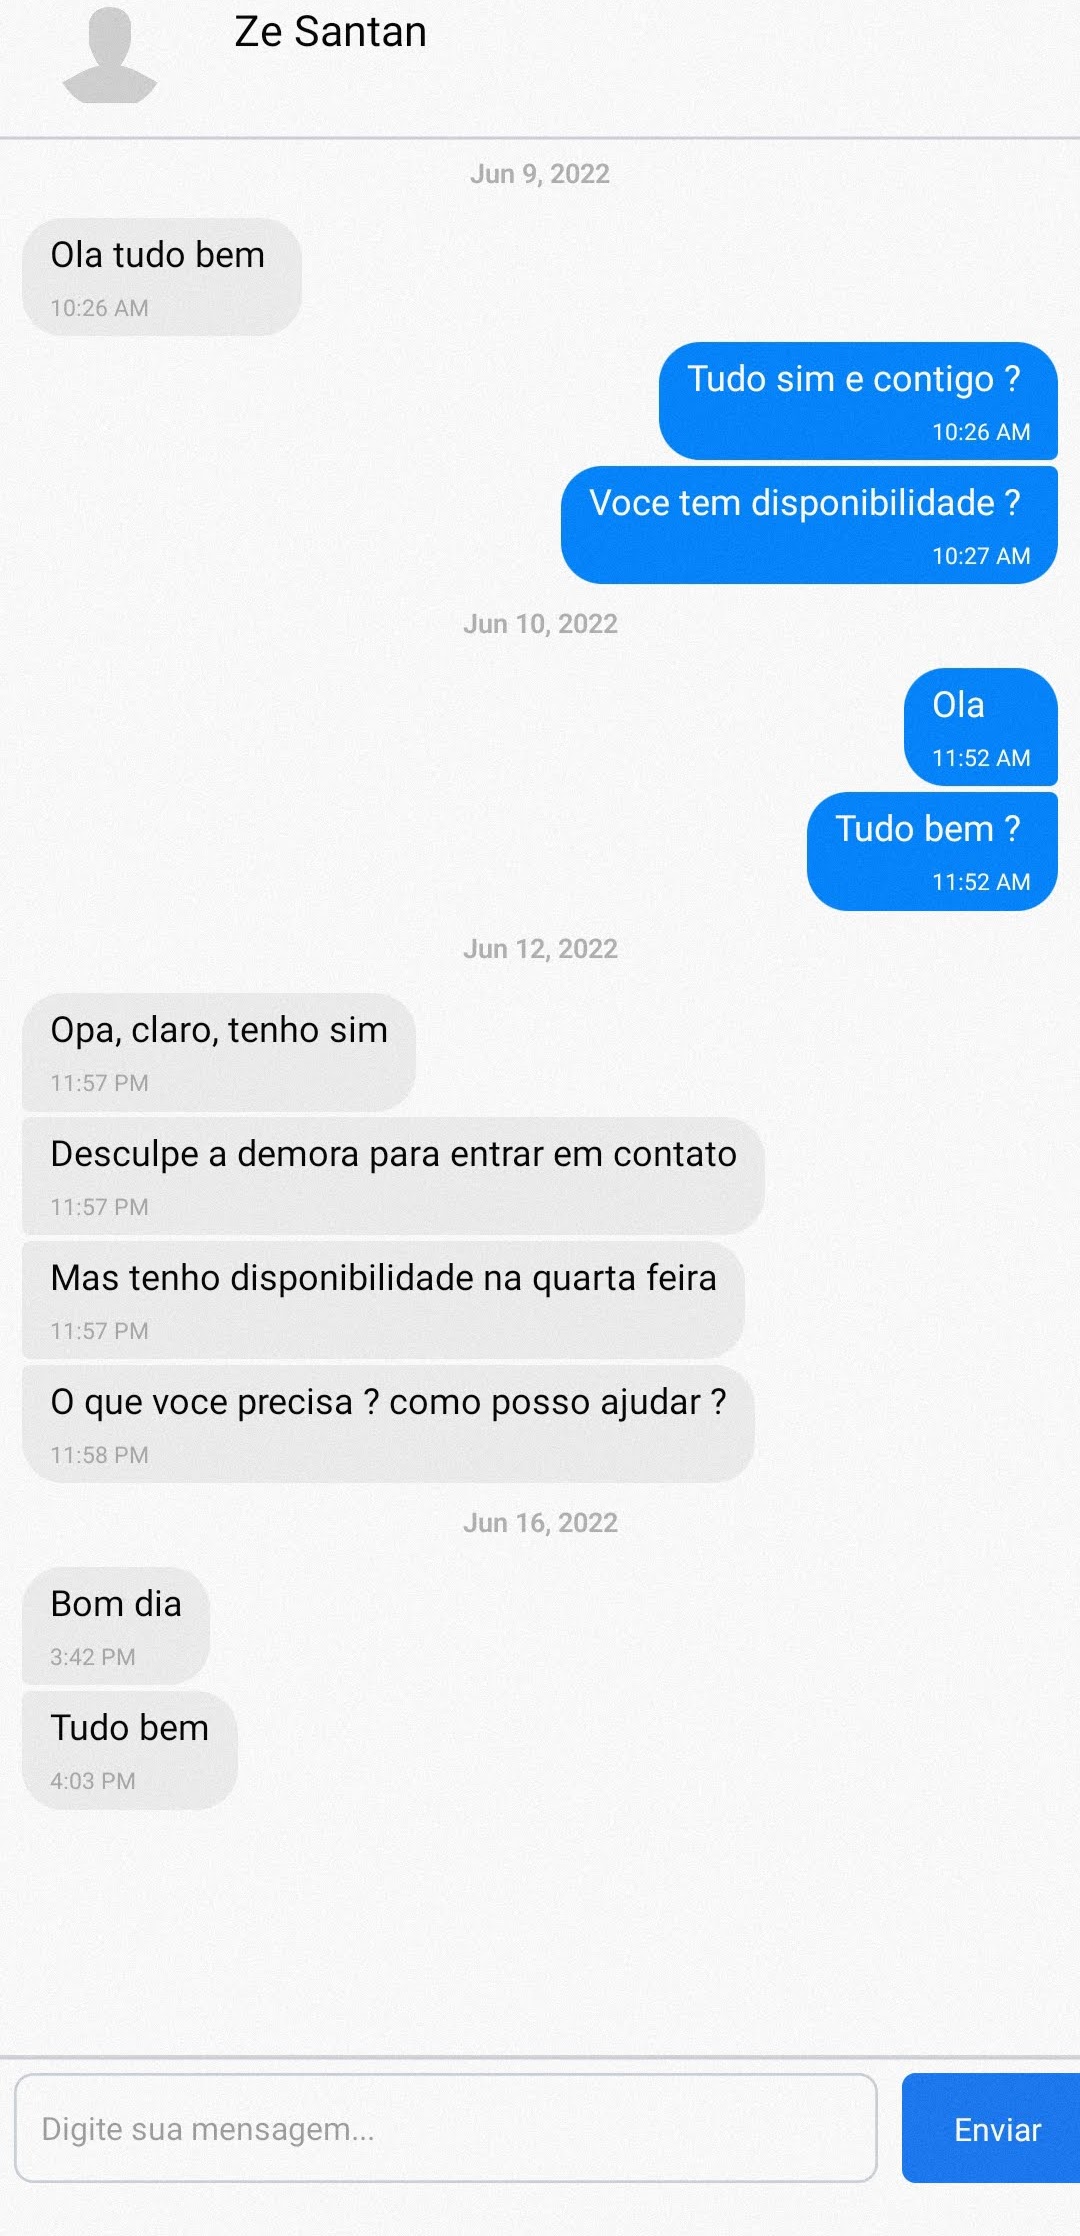 Ze Santan
Jun 9, 2022
Ola tudo bem
10:26 AM
Tudo sim e contigo ?
10:26 AM
Voce tem disponibilidade ?
10:27 AM
Jun 10, 2022
Ola
11:52 AM
Tudo bem ?
11:52 AM
Jun 12, 2022
Opa, claro, tenho sim
11:57 PM
Desculpe a demora para entrar em contato
11:57 PM
Mas tenho disponibilidade na quarta feira
11:57 PM
O que voce precisa ? como posso ajudar ?
11:58 PM
Jun 16, 2022
Bom dia
3:42 PM
Tudo bem
4:03 PM
Digite sua mensagem...
Enviar